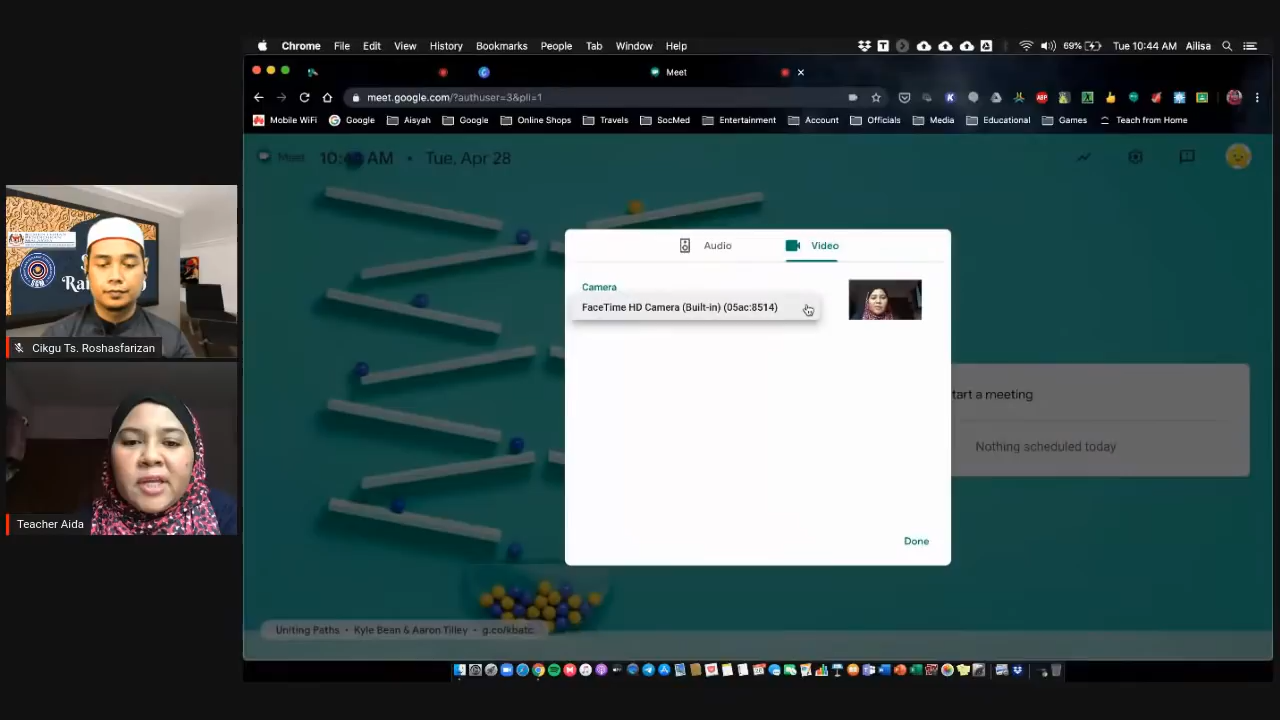 Chrome File Edit View History Bookmarks People Tab Window Help 69% Tue 10:44 AM Ailisa
Meet
meet.google.com/?authuser=3&pli=1
Mobile WiFi Google Aisyah Google Online Shops Travels SocMed Entertainment Account Officials Media Educational Games Teach from Home
Meet AM • Tue, Apr 28
Audio Video
Camera
FaceTime HD Camera (Built-in) (05ac:8514)
tart a meeting
Nothing scheduled today
Done
Uniting Paths • Kyle Bean & Aaron Tilley • g.co/kbatc
Cikgu Ts. Roshasfarizan
Teacher Aida